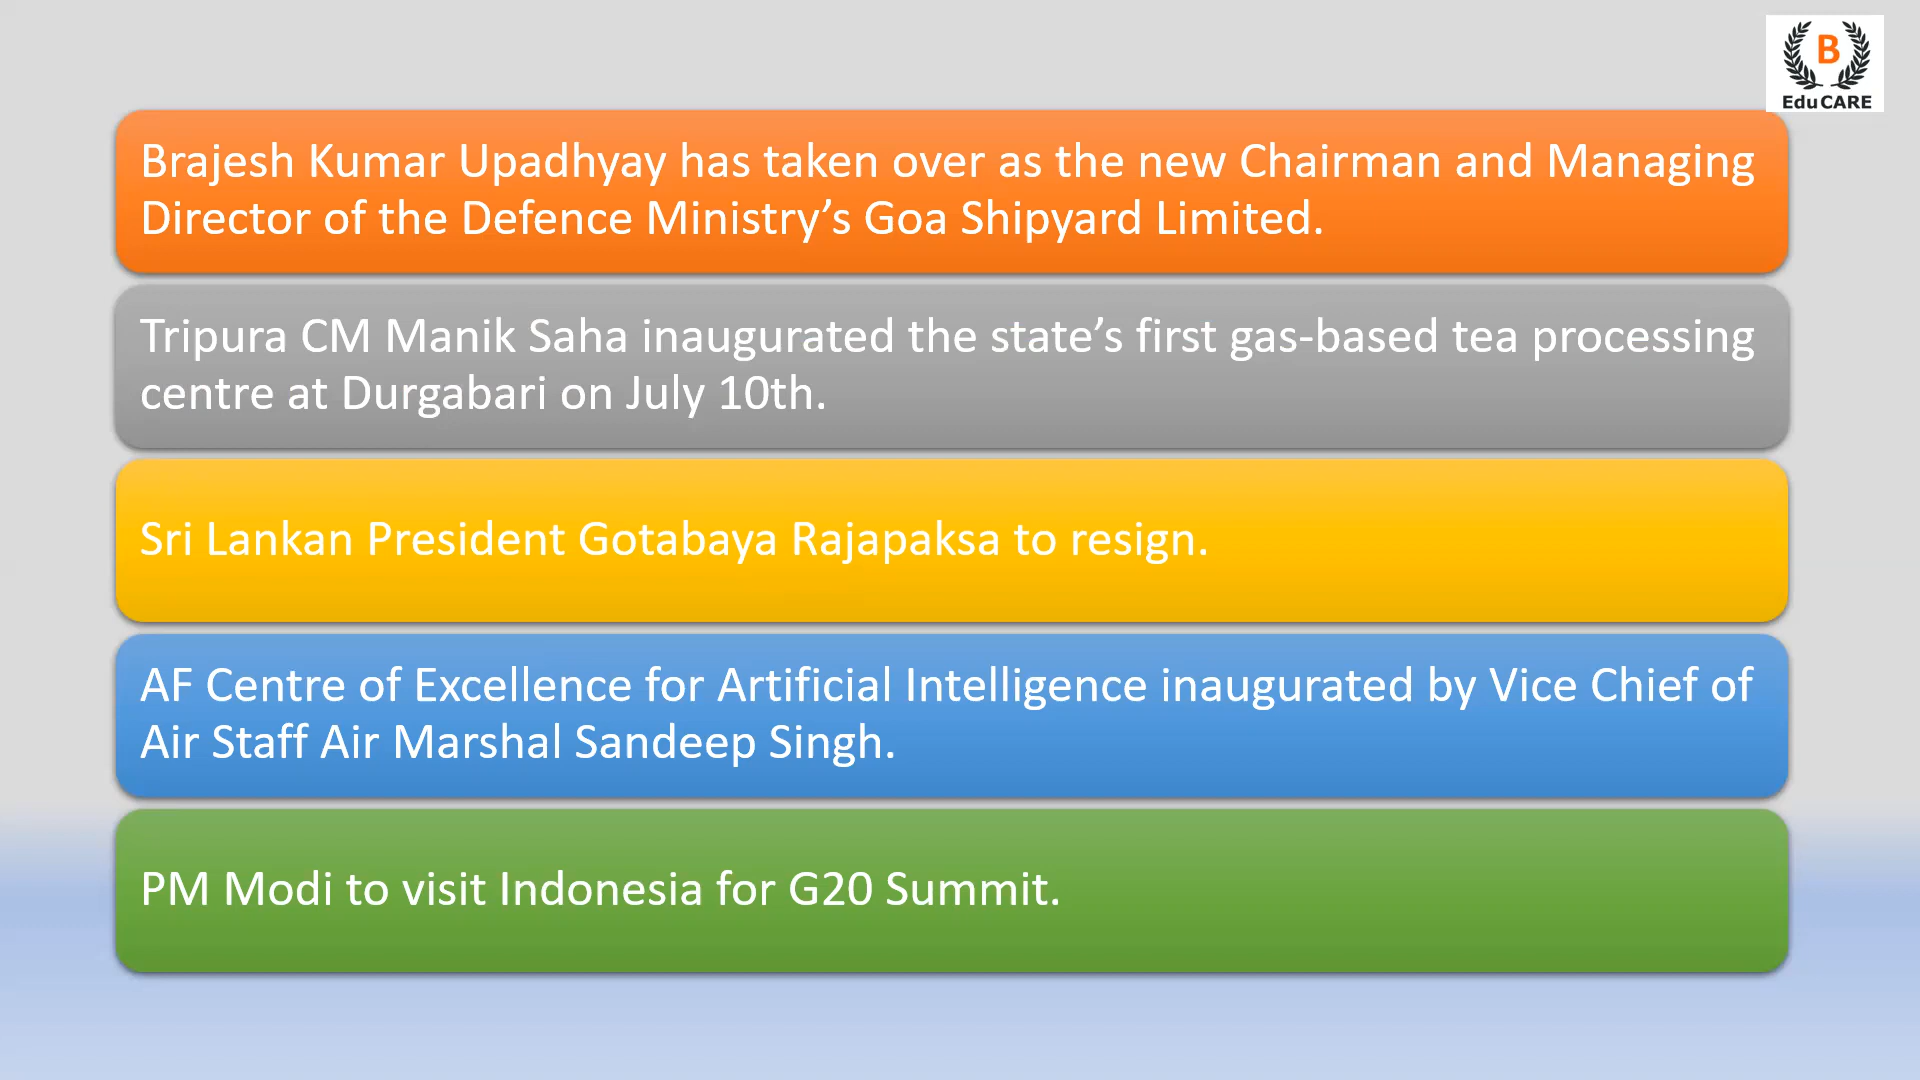 B
EduCARE
Brajesh Kumar Upadhyay has taken over as the new Chairman and Managing
Director of the Defence Ministry’s Goa Shipyard Limited.
Tripura CM Manik Saha inaugurated the state’s first gas-based tea processing
centre at Durgabari on July 10th.
Sri Lankan President Gotabaya Rajapaksa to resign.
AF Centre of Excellence for Artificial Intelligence inaugurated by Vice Chief of
Air Staff Air Marshal Sandeep Singh.
PM Modi to visit Indonesia for G20 Summit.